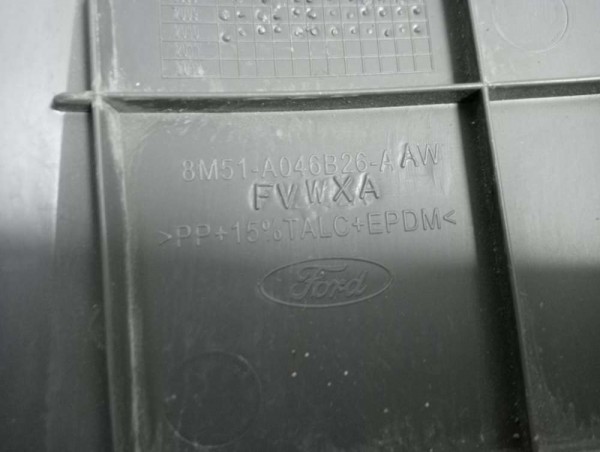 8M51-A046B26-AAW
FVWXA
>PP+15%TALC+EPDM<
Ford